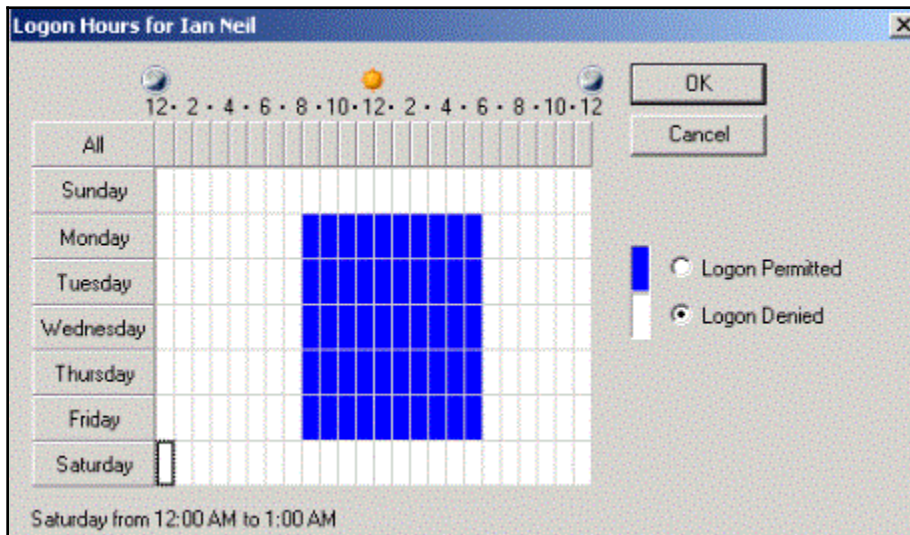 Logon Hours for Ian Neil
OK
12 · 2 · 4 · 6 · 8 · 10 · 12 · 2 · 4 · 6 · 8 · 10 · 12
Cancel
All
Sunday
Monday
Tuesday
Wednesday
Thursday
Friday
Saturday
Logon Permitted
Logon Denied
Saturday from 12:00 AM to 1:00 AM